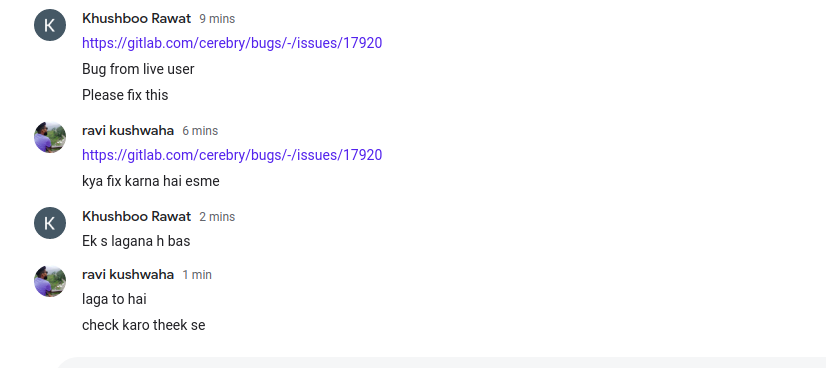 K
Khushboo Rawat 9 mins
https://gitlab.com/cerebry/bugs/-/issues/17920
Bug from live user
Please fix this
ravi kushwaha 6 mins
https://gitlab.com/cerebry/bugs/-/issues/17920
kya fix karna hai esme
K
Khushboo Rawat 2 mins
Ek s lagana h bas
ravi kushwaha 1 min
laga to hai
check karo theek se